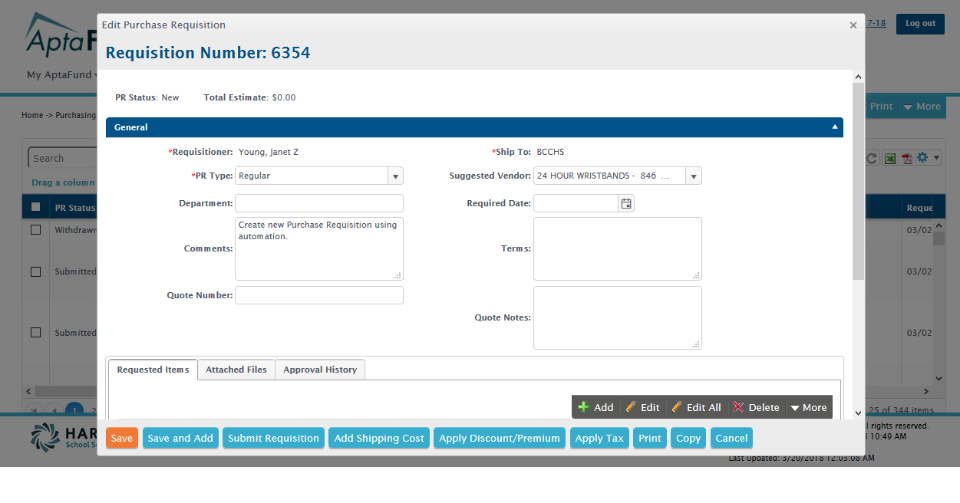 Edit Purchase Requisition
×
7-18
Log out
AptaF
Requisition Number: 6354
My AptaFund
PR Status: New Total Estimate: $0.00
Home -> Purchasing
Print
More
General
*Requisitioner: Young, Janet Z
*Ship To: BCCHS
Search
*PR Type: Regular
Suggested Vendor: 24 HOUR WRISTBANDS - 846 ...
Drag a column
Department:
Required Date:
PR Status
Reque
Comments: Create new Purchase Requisition using
automation.
Terms:
Withdrawn
03/02
Submitted
03/02
Quote Number:
Quote Notes:
Submitted
03/02
Requested Items
Attached Files
Approval History
Add
Edit
Edit All
Delete
More
1
2
25 of 344 items
HAR
School S
Save
Save and Add
Submit Requisition
Add Shipping Cost
Apply Discount/Premium
Apply Tax
Print
Copy
Cancel
l rights reserved.
10:49 AM
Last Updated: 3/20/2018 12:05:08 AM